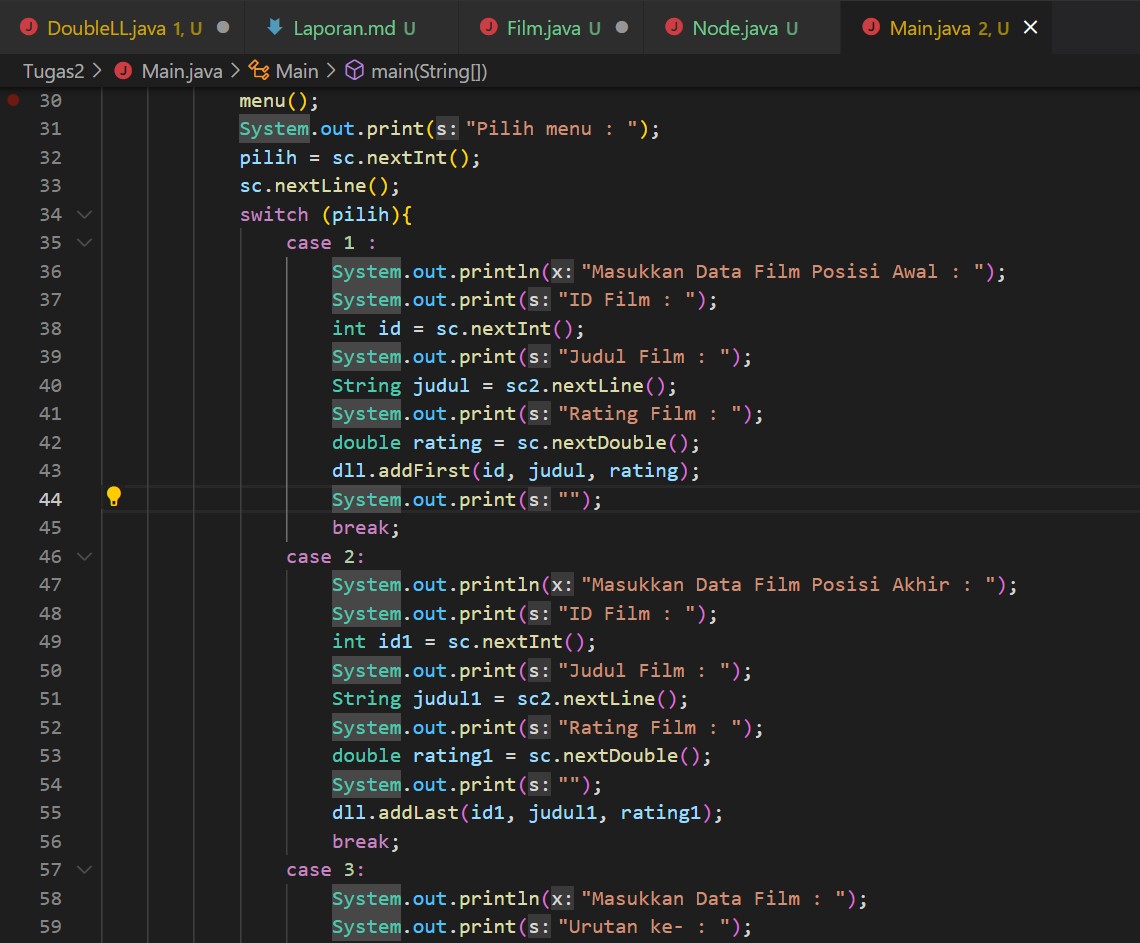 DoubleLL.java 1, U Laporan.md U Film.java U Node.java U Main.java 2, U
Tugas2 > Main.java > Main > main(String[])
30 menu();
31 System.out.print(s: "Pilih menu : ");
32 pilih = sc.nextInt();
33 sc.nextLine();
34 switch (pilih){
35 case 1 :
36 System.out.println(x: "Masukkan Data Film Posisi Awal : ");
37 System.out.print(s: "ID Film : ");
38 int id = sc.nextInt();
39 System.out.print(s: "Judul Film : ");
40 String judul = sc2.nextLine();
41 System.out.print(s: "Rating Film : ");
42 double rating = sc.nextDouble();
43 dll.addFirst(id, judul, rating);
44 System.out.print(s: "");
45 break;
46 case 2:
47 System.out.println(x: "Masukkan Data Film Posisi Akhir : ");
48 System.out.print(s: "ID Film : ");
49 int id1 = sc.nextInt();
50 System.out.print(s: "Judul Film : ");
51 String judul1 = sc2.nextLine();
52 System.out.print(s: "Rating Film : ");
53 double rating1 = sc.nextDouble();
54 System.out.print(s: "");
55 dll.addLast(id1, judul1, rating1);
56 break;
57 case 3:
58 System.out.println(x: "Masukkan Data Film : ");
59 System.out.print(s: "Urutan ke- : ");